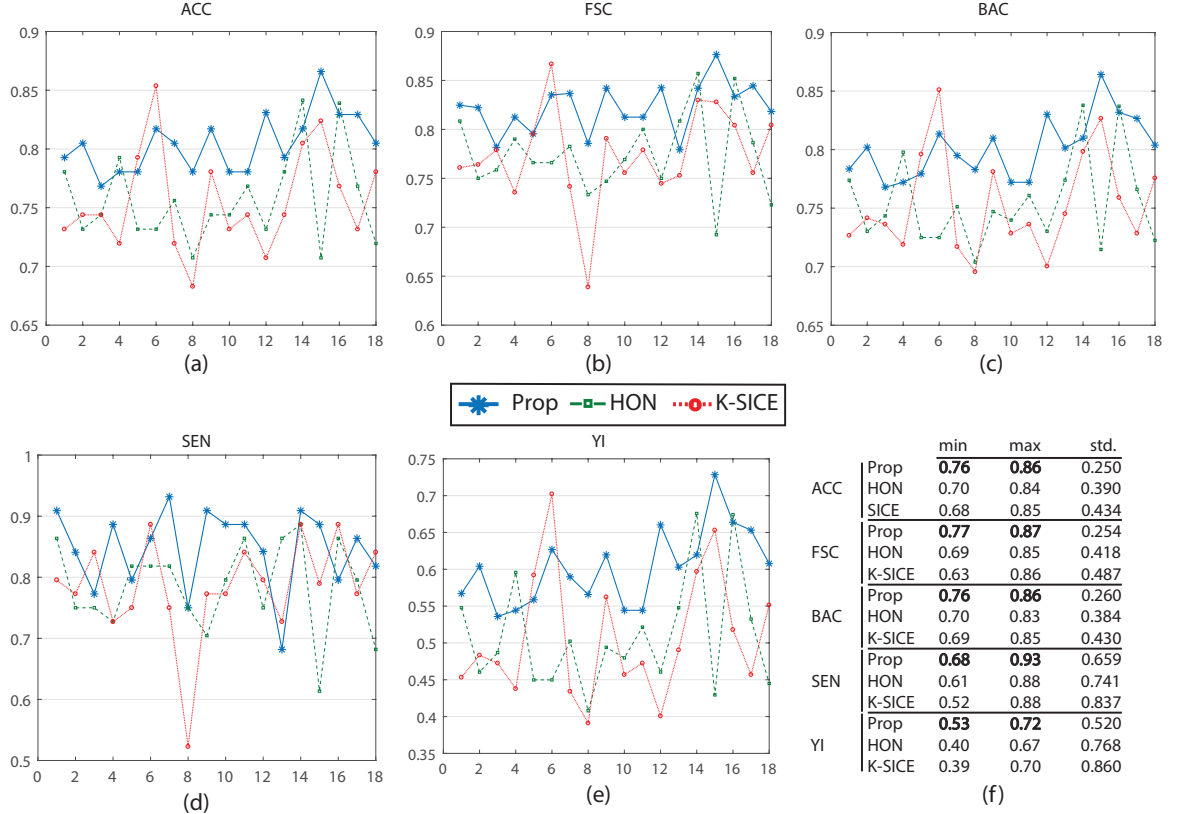 ACC
0.9
0.85
0.8
0.75
0.7
0.65
0 2 4 6 8 10 12 14 16 18
(a)
FSC
0.9
0.85
0.8
0.75
0.7
0.65
0.6
0 2 4 6 8 10 12 14 16 18
(b)
BAC
0.9
0.85
0.8
0.75
0.7
0.65
0 2 4 6 8 10 12 14 16 18
(c)
Prop HON K-SICE
SEN
1
0.9
0.8
0.7
0.6
0.5
0 2 4 6 8 10 12 14 16 18
(d)
YI
0.75
0.7
0.65
0.6
0.55
0.5
0.45
0.4
0.35
0 2 4 6 8 10 12 14 16 18
(e)
min max std.
Prop 0.76 0.86 0.250
ACC HON 0.70 0.84 0.390
SICE 0.68 0.85 0.434
Prop 0.77 0.87 0.254
FSC HON 0.69 0.85 0.418
K-SICE 0.63 0.86 0.487
Prop 0.76 0.86 0.260
BAC HON 0.70 0.83 0.384
K-SICE 0.69 0.85 0.430
Prop 0.68 0.93 0.659
SEN HON 0.61 0.88 0.741
K-SICE 0.52 0.88 0.837
Prop 0.53 0.72 0.520
YI HON 0.40 0.67 0.768
K-SICE 0.39 0.70 0.860
(f)